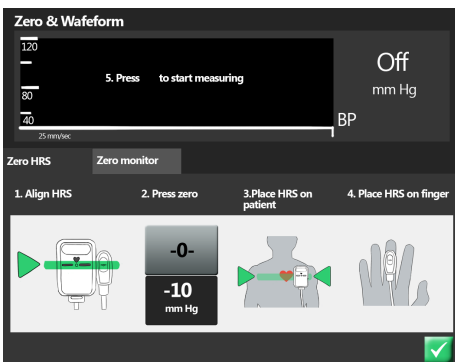 Zero & Wafeform
120
80
40
25 mm/sec
5. Press to start measuring
Off
mm Hg
BP
Zero HRS
Zero monitor
1. Align HRS
2. Press zero
3.Place HRS on
patient
4. Place HRS on finger
-0-
-10
mm Hg